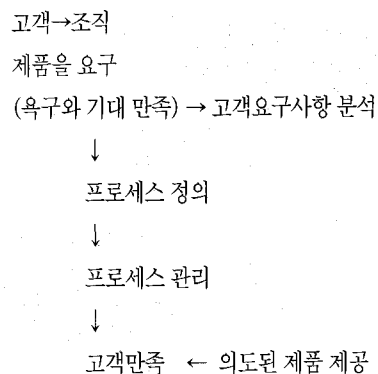 고객→조직
제품을 요구
(욕구와 기대 만족) → 고객요구사항 분석
↓
프로세스 정의
↓
프로세스 관리
↓
고객만족 ← 의도된 제품 제공